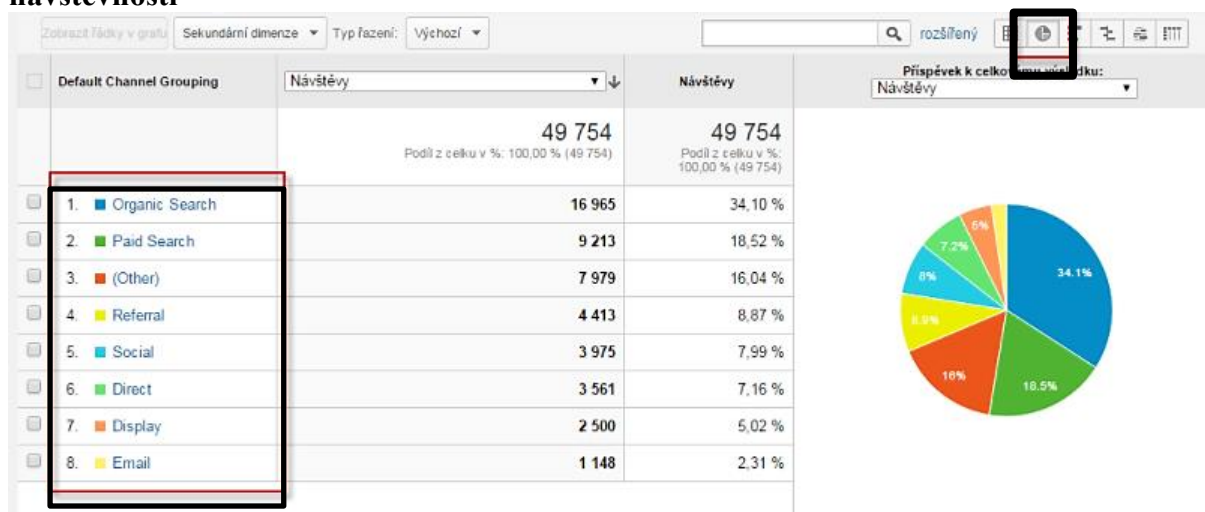 návštěvnosti
Zobrazit řádky v grafu Sekundární dimenze Typ řazení: Výchozí rozšířený
Default Channel Grouping Návštěvy Návštěvy Příspěvek k celkovému výsledku:
Návštěvy
49 754 49 754
Podíl z celku v %: 100,00 % (49 754) Podíl z celku v %:
100,00 % (49 754)
1. Organic Search 16 965 34,10 %
2. Paid Search 9 213 18,52 %
3. (Other) 7 979 16,04 %
4. Referral 4 413 8,87 %
5. Social 3 975 7,99 %
6. Direct 3 561 7,16 %
7. Display 2 500 5,02 %
8. Email 1 148 2,31 %
5%
7.2%
8%
34.1%
8.9%
16%
18.5%